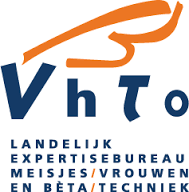 VhTo
LANDELIJK
EXPERTISEBUREAU
MEISJES/VROUWEN
EN BÈTA/TECHNIEK